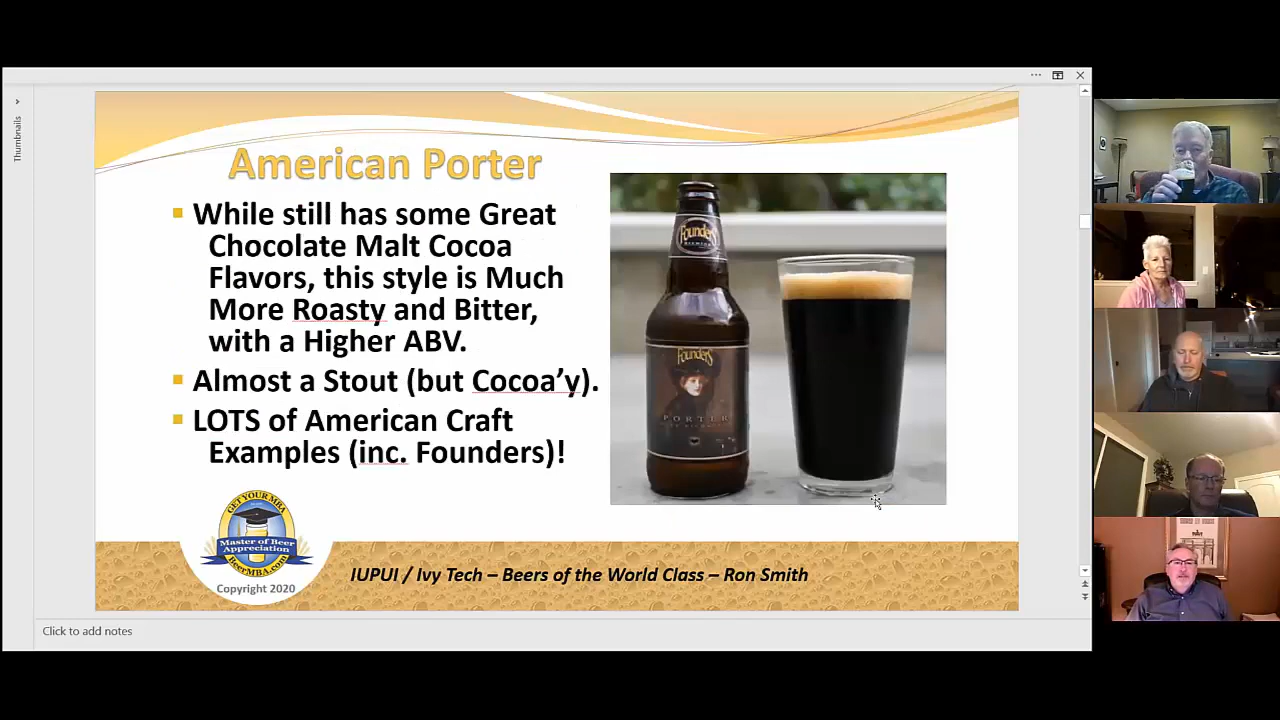 Thumbnails
American Porter
While still has some Great
Chocolate Malt Cocoa
Flavors, this style is Much
More Roasty and Bitter,
with a Higher ABV.
Almost a Stout (but Cocoa’y).
LOTS of American Craft
Examples (inc. Founders)!
Founders
Founders
PORTER
GET YOUR MBA
Master of Beer
Appreciation
BeerMBA.com
Copyright 2020
IUPUI / Ivy Tech – Beers of the World Class – Ron Smith
Click to add notes